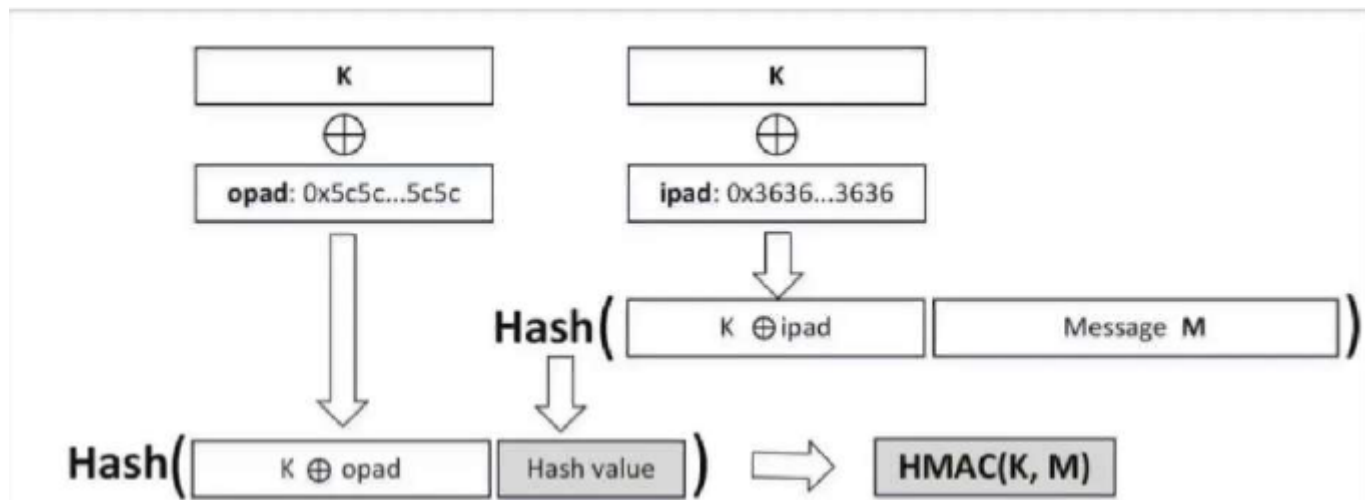 K K
⊕ ⊕
opad: 0x5c5c...5c5c ipad: 0x3636...3636
Hash( K ⊕ ipad Message M )
Hash( K ⊕ opad Hash value ) HMAC(K, M)